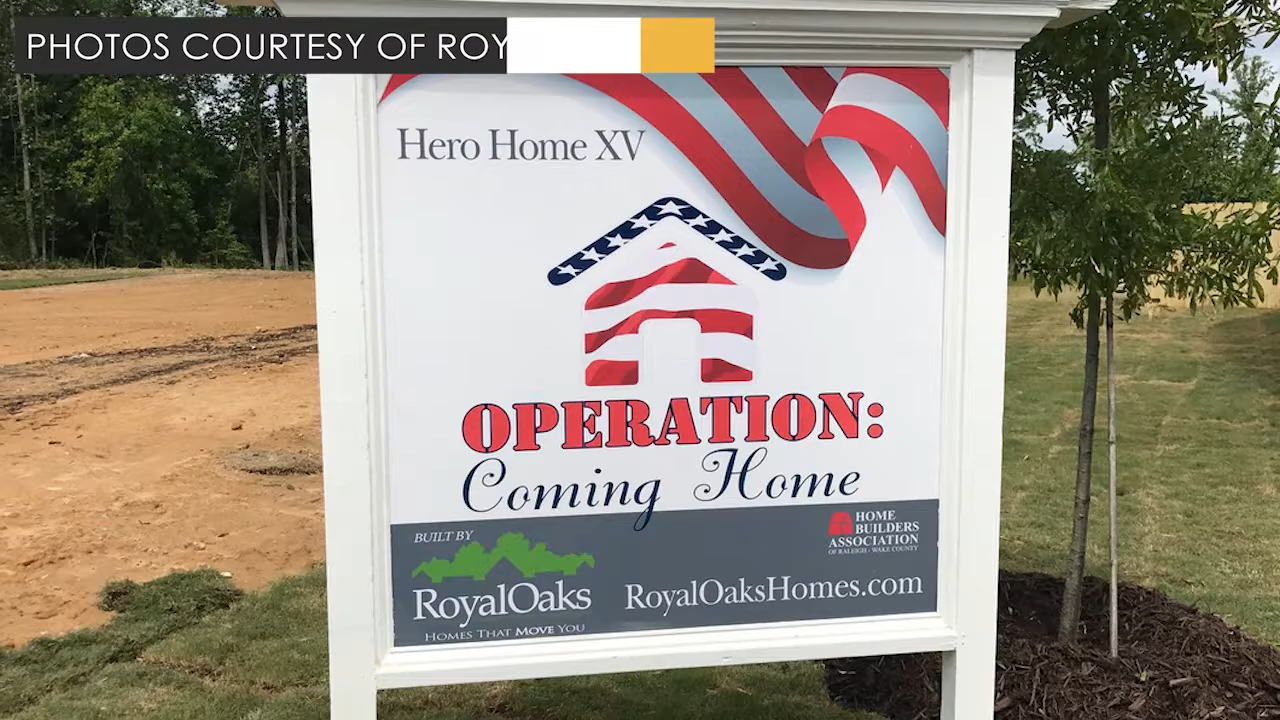 PHOTOS COURTESY OF ROY
Hero Home XV
OPERATION:
Coming Home
BUILT BY
RoyalOaks
HOMES THAT MOVE YOU
HOME
BUILDERS
ASSOCIATION
OF RALEIGH - WAKE COUNTY
RoyalOaksHomes.com